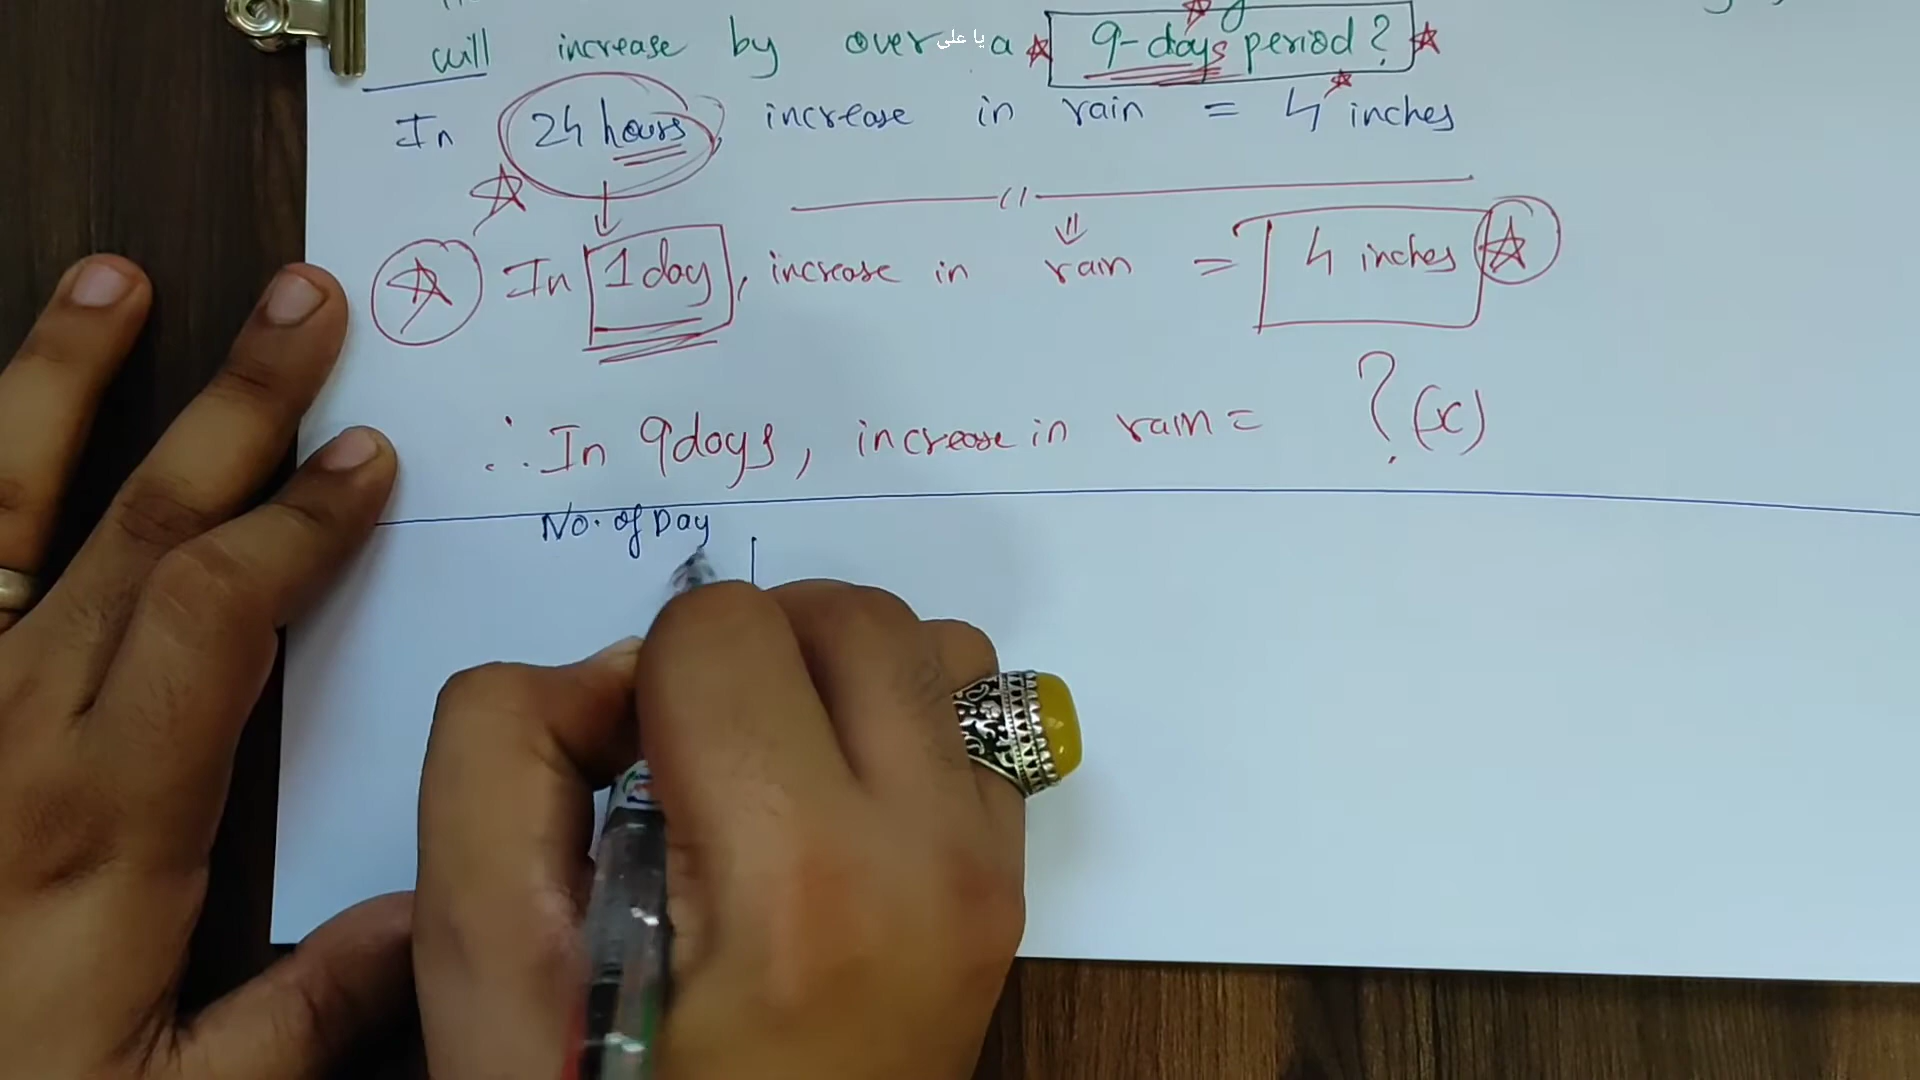 will increase by over a 9-days period?
يا على
In 24 hours, increase in rain = 4 inches
In 1 day, increase in rain = 4 inches
∴ In 9 days, increase in rain = ? (x)
No. of Day